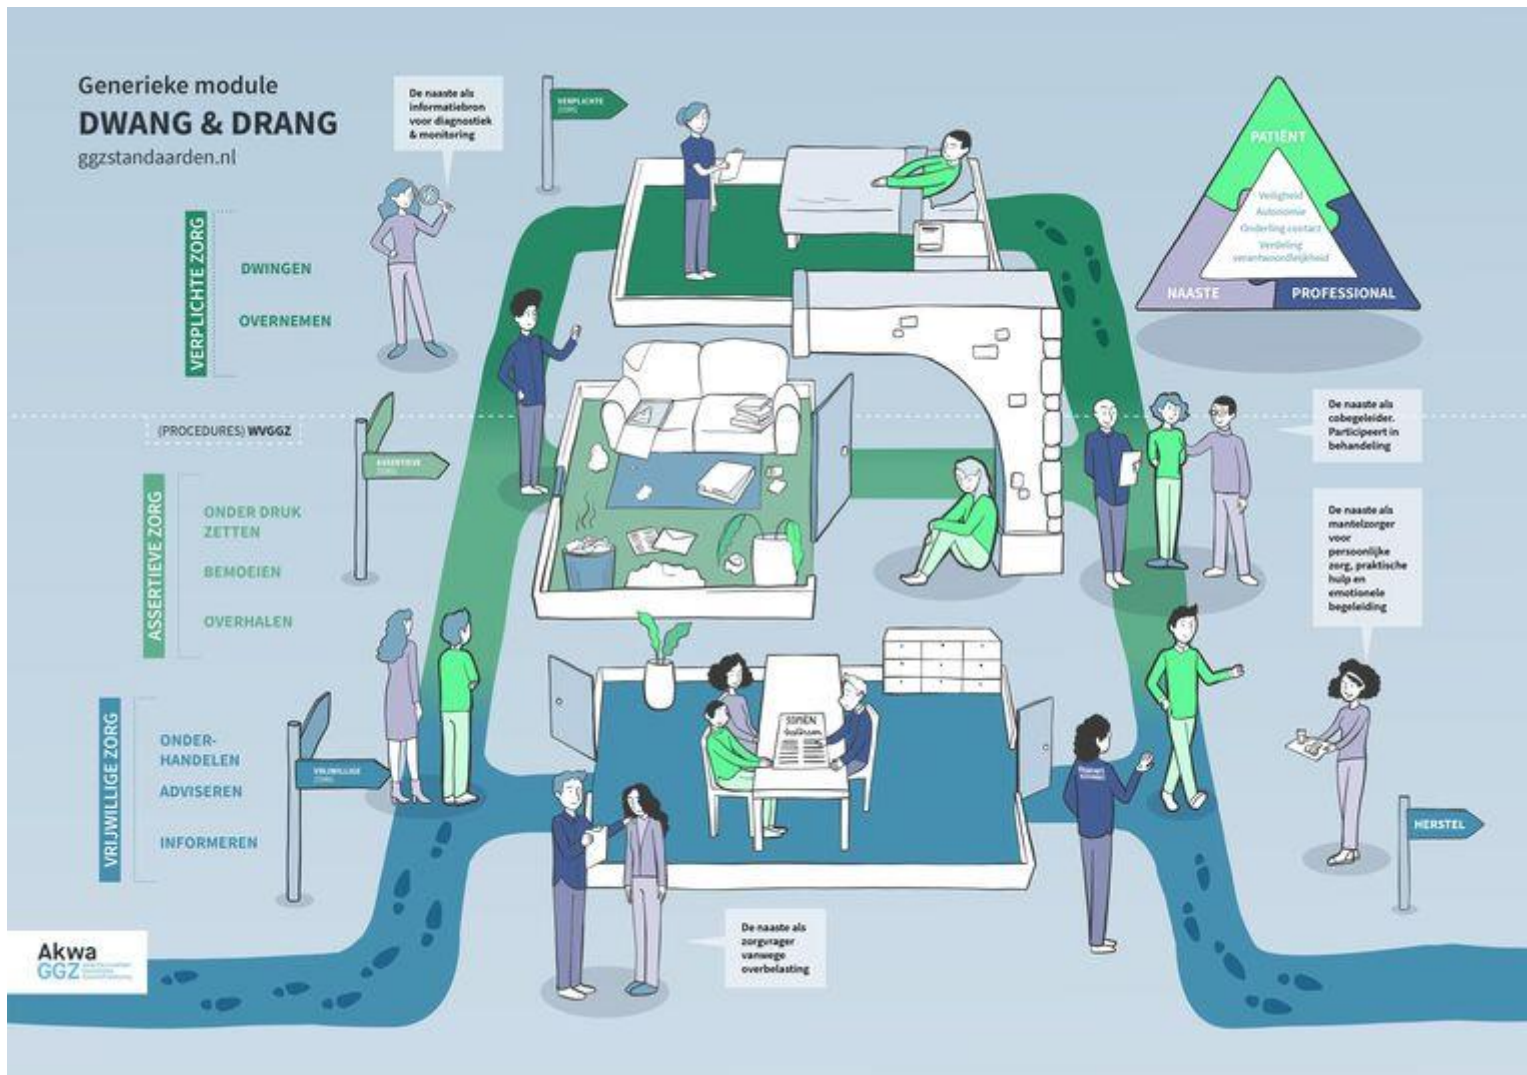 Generieke module
DWANG & DRANG
ggzstandaarden.nl
De naaste als
informatiebron
voor diagnostiek
& monitoring
VERPLICHTE
ZORG
PATIËNT
Veiligheid
Autonomie
Onderling contact
Verdeling
verantwoordelijkheid
NAASTE
PROFESSIONAL
VERPLICHTE ZORG
DWINGEN
OVERNEMEN
(PROCEDURES) WVGGZ
De naaste als
cobegeleider.
Participeert in
behandeling
ASSERTIEVE
ZORG
ASSERTIEVE ZORG
ONDER DRUK
ZETTEN
BEMOEIEN
OVERHALEN
De naaste als
mantelzorger
voor
persoonlijke
zorg, praktische
hulp en
emotionele
begeleiding
VRIJWILLIGE ZORG
ONDER-
HANDELEN
ADVISEREN
INFORMEREN
VRIJWILLIGE
ZORG
SAMEN
HERSTEL
De naaste als
zorgvrager
vanwege
overbelasting
Akwa
GGZ